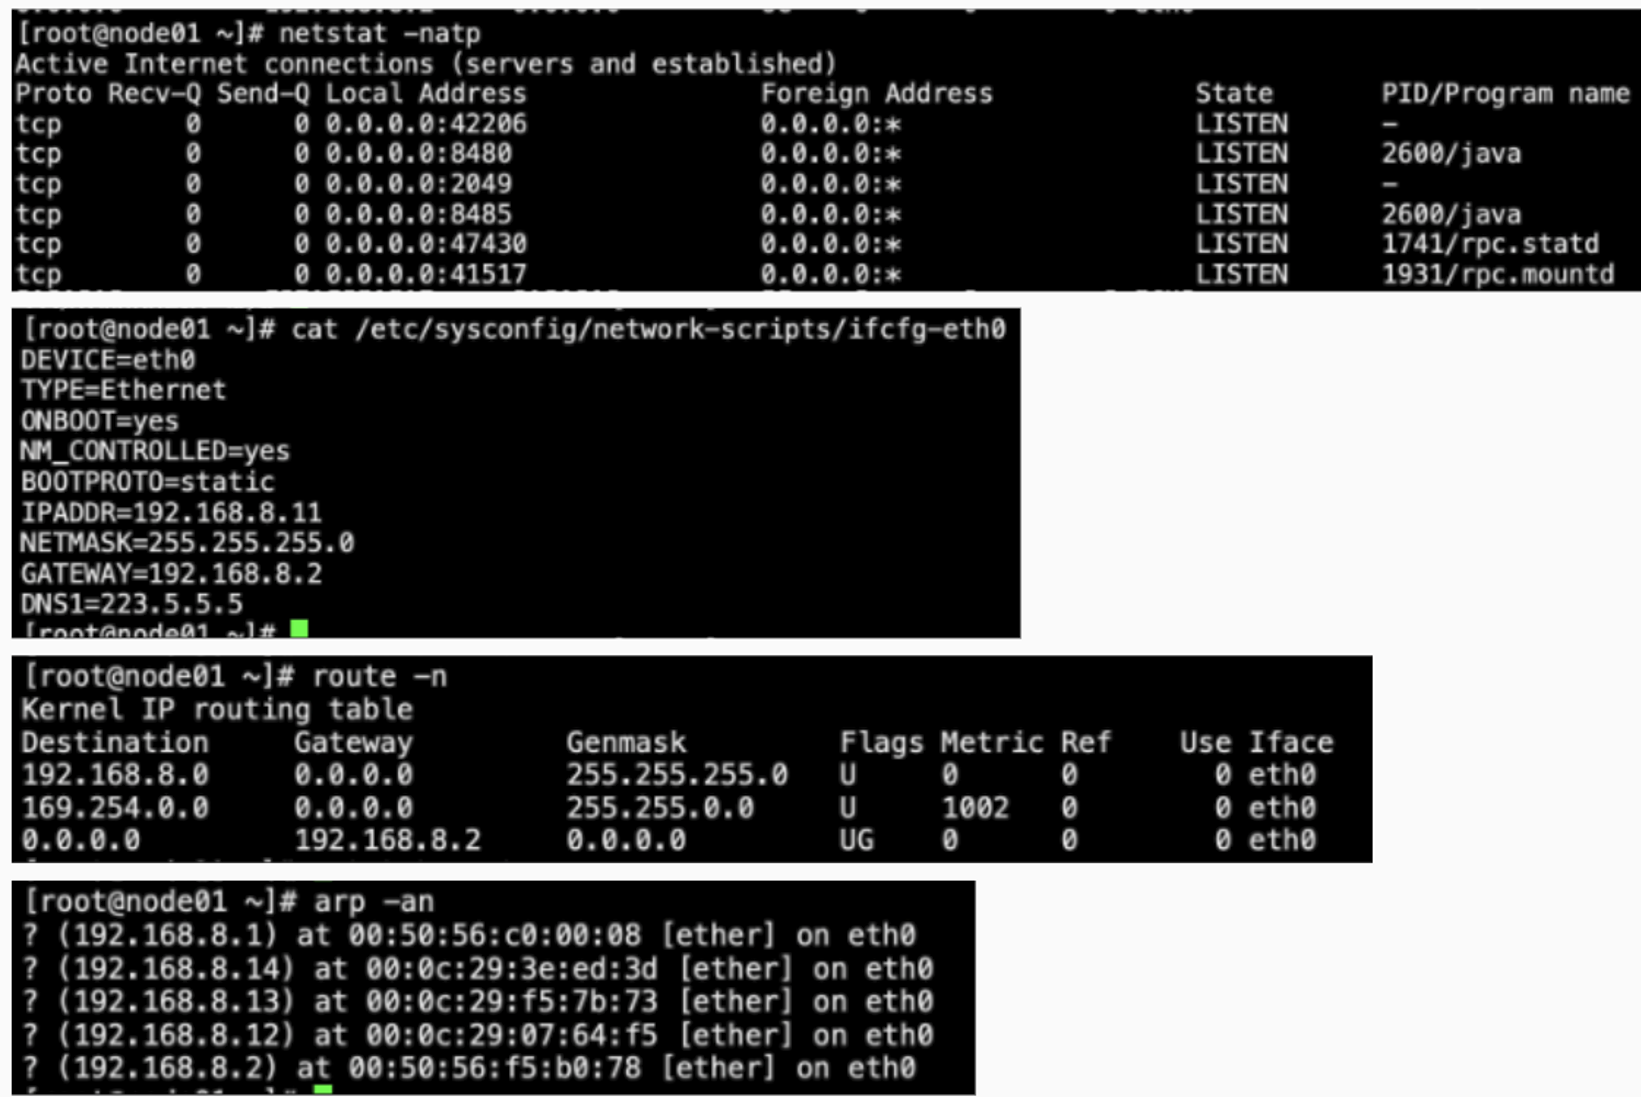 [root@node01 ~]# netstat -natp
Active Internet connections (servers and established)
Proto Recv-Q Send-Q Local Address Foreign Address State PID/Program name
tcp 0 0 0.0.0.0:42206 0.0.0.0:* LISTEN -
tcp 0 0 0.0.0.0:8480 0.0.0.0:* LISTEN 2600/java
tcp 0 0 0.0.0.0:2049 0.0.0.0:* LISTEN -
tcp 0 0 0.0.0.0:8485 0.0.0.0:* LISTEN 2600/java
tcp 0 0 0.0.0.0:47430 0.0.0.0:* LISTEN 1741/rpc.statd
tcp 0 0 0.0.0.0:41517 0.0.0.0:* LISTEN 1931/rpc.mountd
[root@node01 ~]# cat /etc/sysconfig/network-scripts/ifcfg-eth0
DEVICE=eth0
TYPE=Ethernet
ONBOOT=yes
NM_CONTROLLED=yes
BOOTPROTO=static
IPADDR=192.168.8.11
NETMASK=255.255.255.0
GATEWAY=192.168.8.2
DNS1=223.5.5.5
[root@node01 ~]#
[root@node01 ~]# route -n
Kernel IP routing table
Destination Gateway Genmask Flags Metric Ref Use Iface
192.168.8.0 0.0.0.0 255.255.255.0 U 0 0 0 eth0
169.254.0.0 0.0.0.0 255.255.0.0 U 1002 0 0 eth0
0.0.0.0 192.168.8.2 0.0.0.0 UG 0 0 0 eth0
[root@node01 ~]# arp -an
? (192.168.8.1) at 00:50:56:c0:00:08 [ether] on eth0
? (192.168.8.14) at 00:0c:29:3e:ed:3d [ether] on eth0
? (192.168.8.13) at 00:0c:29:f5:7b:73 [ether] on eth0
? (192.168.8.12) at 00:0c:29:07:64:f5 [ether] on eth0
? (192.168.8.2) at 00:50:56:f5:b0:78 [ether] on eth0